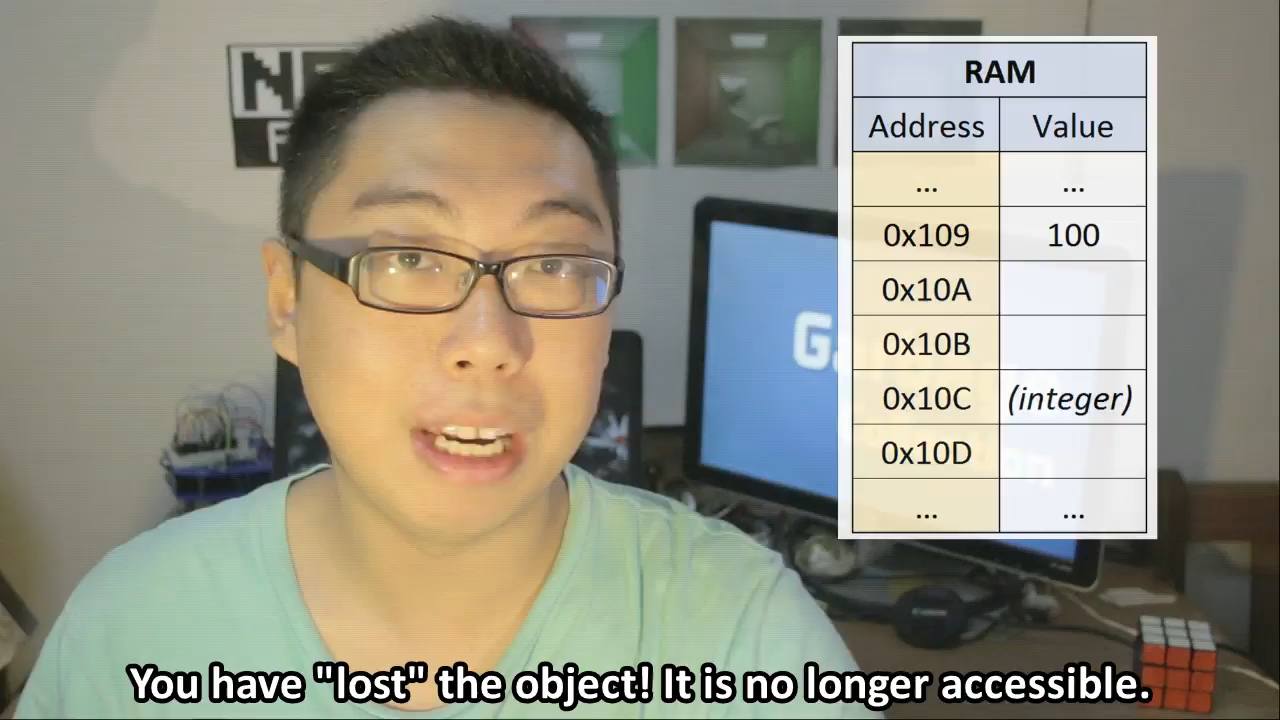 RAM
Address Value
... ...
0x109 100
0x10A
0x10B
0x10C (integer)
0x10D
... ...
You have "lost" the object! It is no longer accessible.